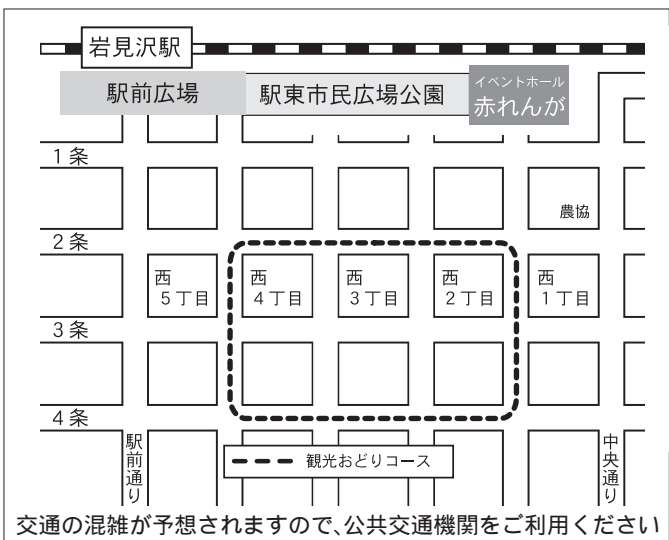 岩見沢駅
駅前広場
駅東市民広場公園
イベントホール
赤れんが
1条
農協
2条
西
5丁目
西
4丁目
西
3丁目
西
2丁目
西
1丁目
3条
4条
駅前通り
観光おどりコース
中央通り
交通の混雑が予想されますので、公共交通機関をご利用ください